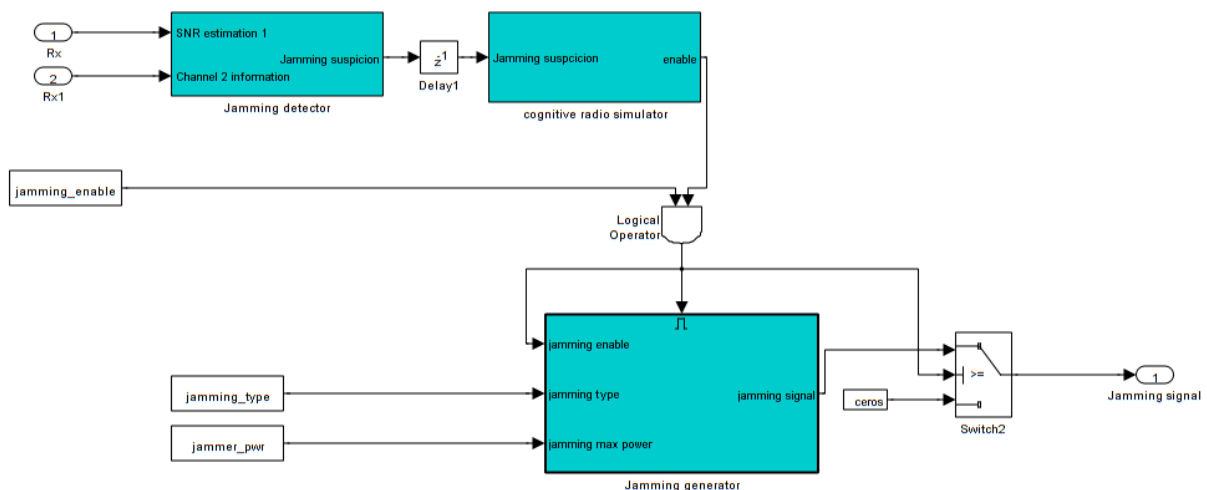 1
Rx
2
Rx1
SNR estimation 1
Jamming suspicion
Channel 2 information
Jamming detector
z-1
Delay1
Jamming suspcicion
enable
cognitive radio simulator
jamming_enable
Logical
Operator
jamming enable
jamming type
jamming signal
jamming max power
Jamming generator
jamming_type
jammer_pwr
ceros
>=
Switch2
1
Jamming signal